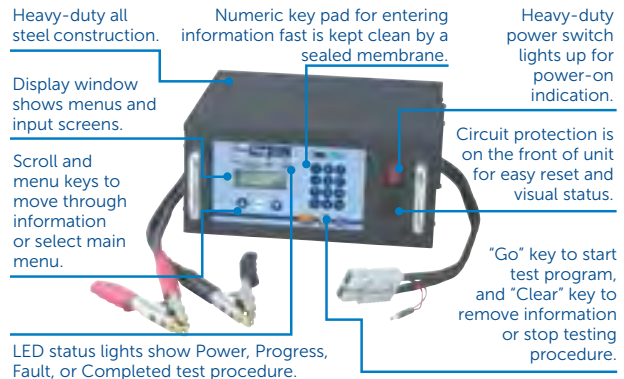 Heavy-duty all
steel construction.
Numeric key pad for entering
information fast is kept clean by a
sealed membrane.
Heavy-duty
power switch
lights up for
power-on
indication.
Display window
shows menus and
input screens.
Circuit protection is
on the front of unit
for easy reset and
visual status.
Scroll and
menu keys to
move through
information
or select main
menu.
"Go" key to start
test program,
and "Clear" key to
remove information
or stop testing
procedure.
LED status lights show Power, Progress,
Fault, or Completed test procedure.